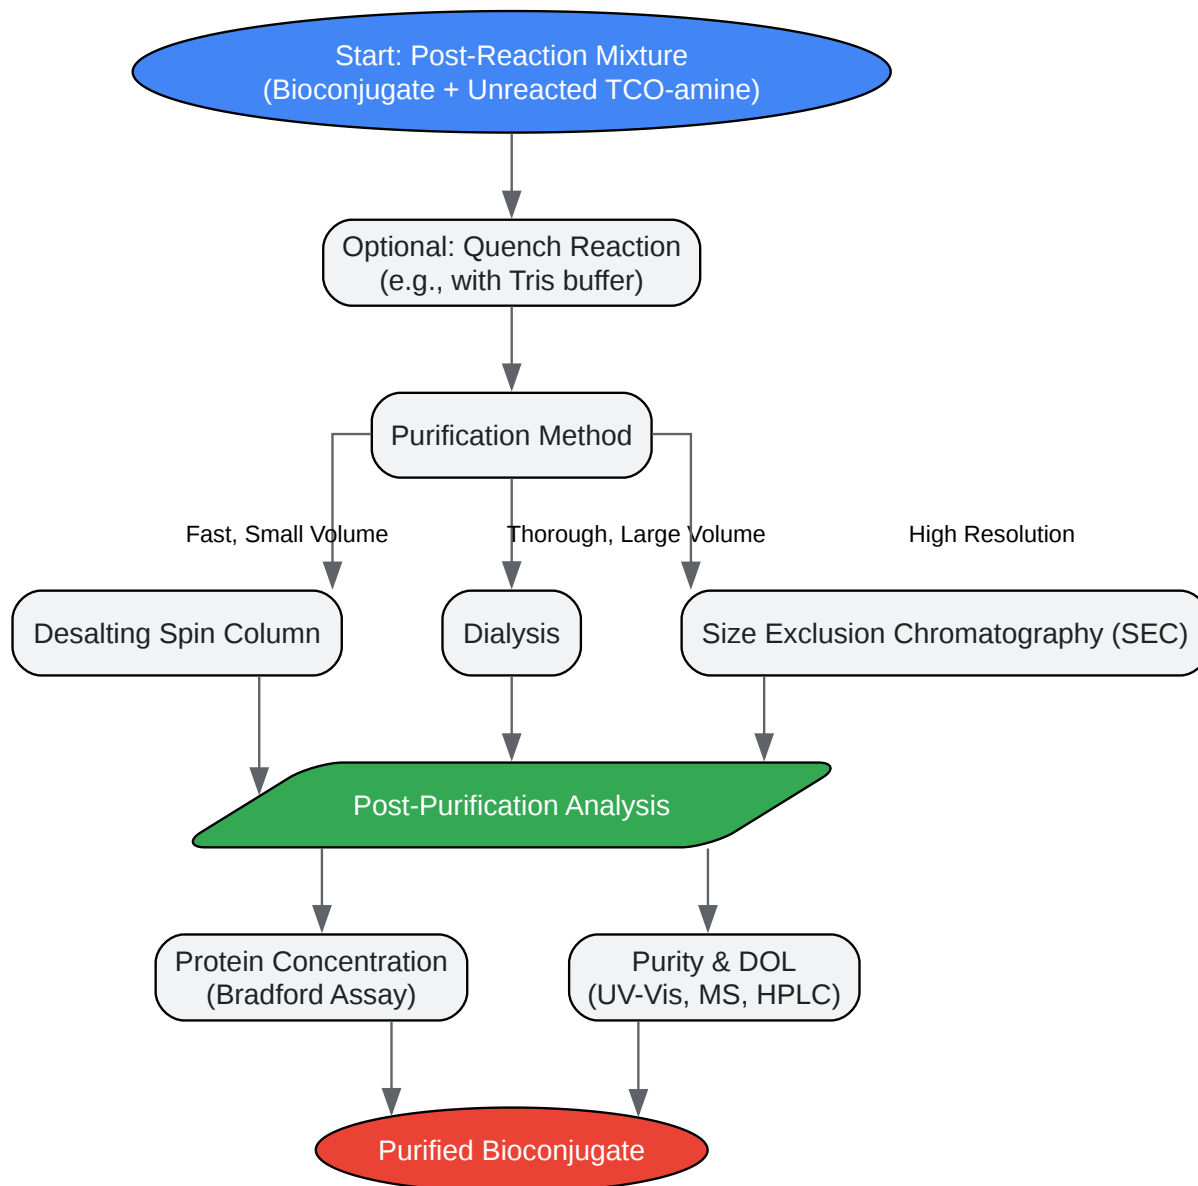 Start: Post-Reaction Mixture
(Bioconjugate + Unreacted TCO-amine)
Optional: Quench Reaction
(e.g., with Tris buffer)
Purification Method
Fast, Small Volume
Thorough, Large Volume
High Resolution
Desalting Spin Column
Dialysis
Size Exclusion Chromatography (SEC)
Post-Purification Analysis
Protein Concentration
(Bradford Assay)
Purity & DOL
(UV-Vis, MS, HPLC)
Purified Bioconjugate